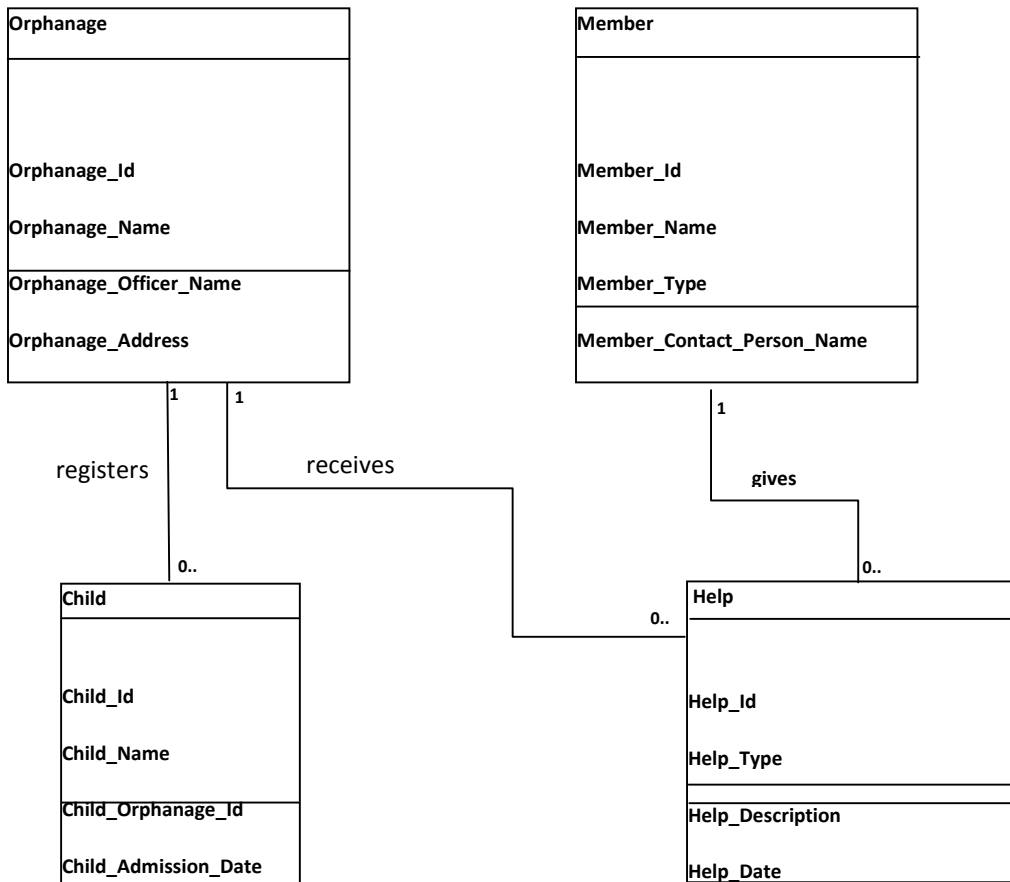 Orphanage
Orphanage_Id
Orphanage_Name
Orphanage_Officer_Name
Orphanage_Address
Member
Member_Id
Member_Name
Member_Type
Member_Contact_Person_Name
1
1
1
registers
receives
gives
0..
0..
0..
Child
Child_Id
Child_Name
Child_Orphanage_Id
Child_Admission_Date
Help
Help_Id
Help_Type
Help_Description
Help_Date